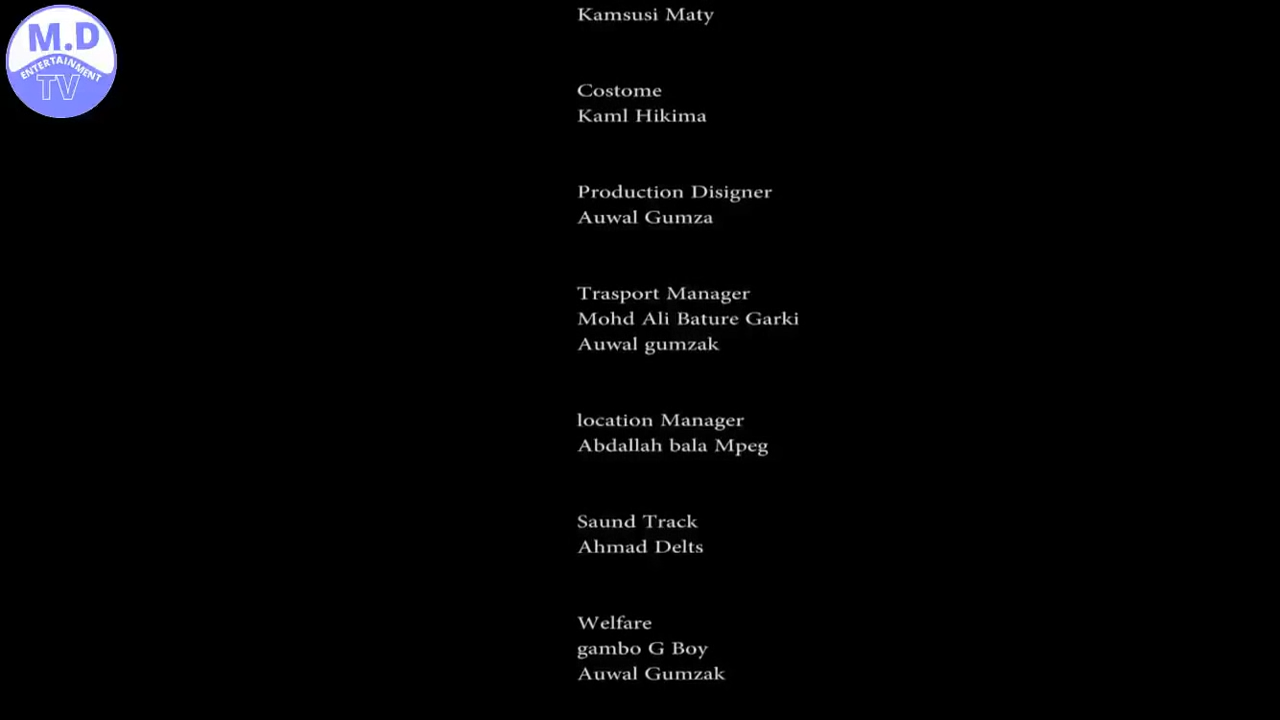 M.D
ENTERTAINMENT
TV
Kamsusi Maty
Costome
Kaml Hikima
Production Disigner
Auwal Gumza
Trasport Manager
Mohd Ali Bature Garki
Auwal gumzak
location Manager
Abdallah bala Mpeg
Saund Track
Ahmad Delts
Welfare
gambo G Boy
Auwal Gumzak